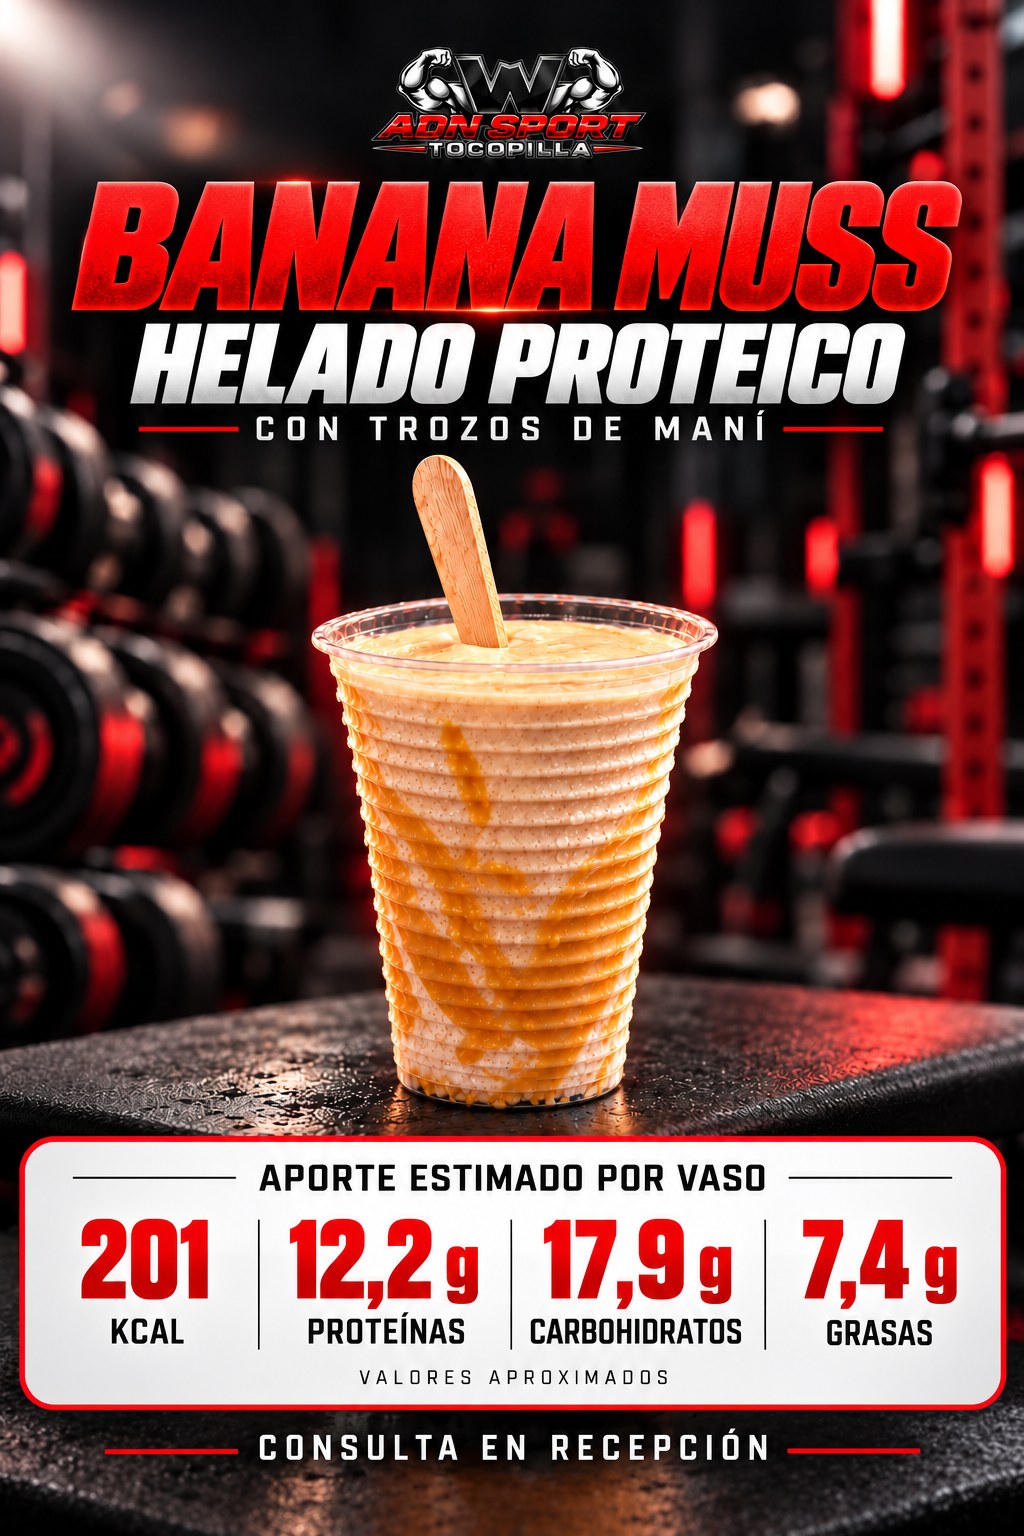 W
ADN SPORT
TOCOPILLA
BANANA MUSS
HELADO PROTEICO
CON TROZOS DE MANÍ
APORTE ESTIMADO POR VASO
201 12,2 g 17,9 g 7,4 g
KCAL PROTEÍNAS CARBOHIDRATOS GRASAS
VALORES APROXIMADOS
CONSULTA EN RECEPCIÓN